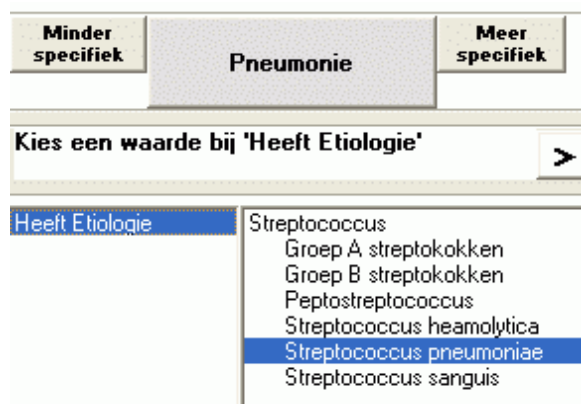 Minder
specifiek
Pneumonie
Meer
specifiek
Kies een waarde bij 'Heeft Etiologie'
>
Heeft Etiologie
Streptococcus
Groep A streptokokken
Groep B streptokokken
Peptostreptococcus
Streptococcus heamolytica
Streptococcus pneumoniae
Streptococcus sanguis